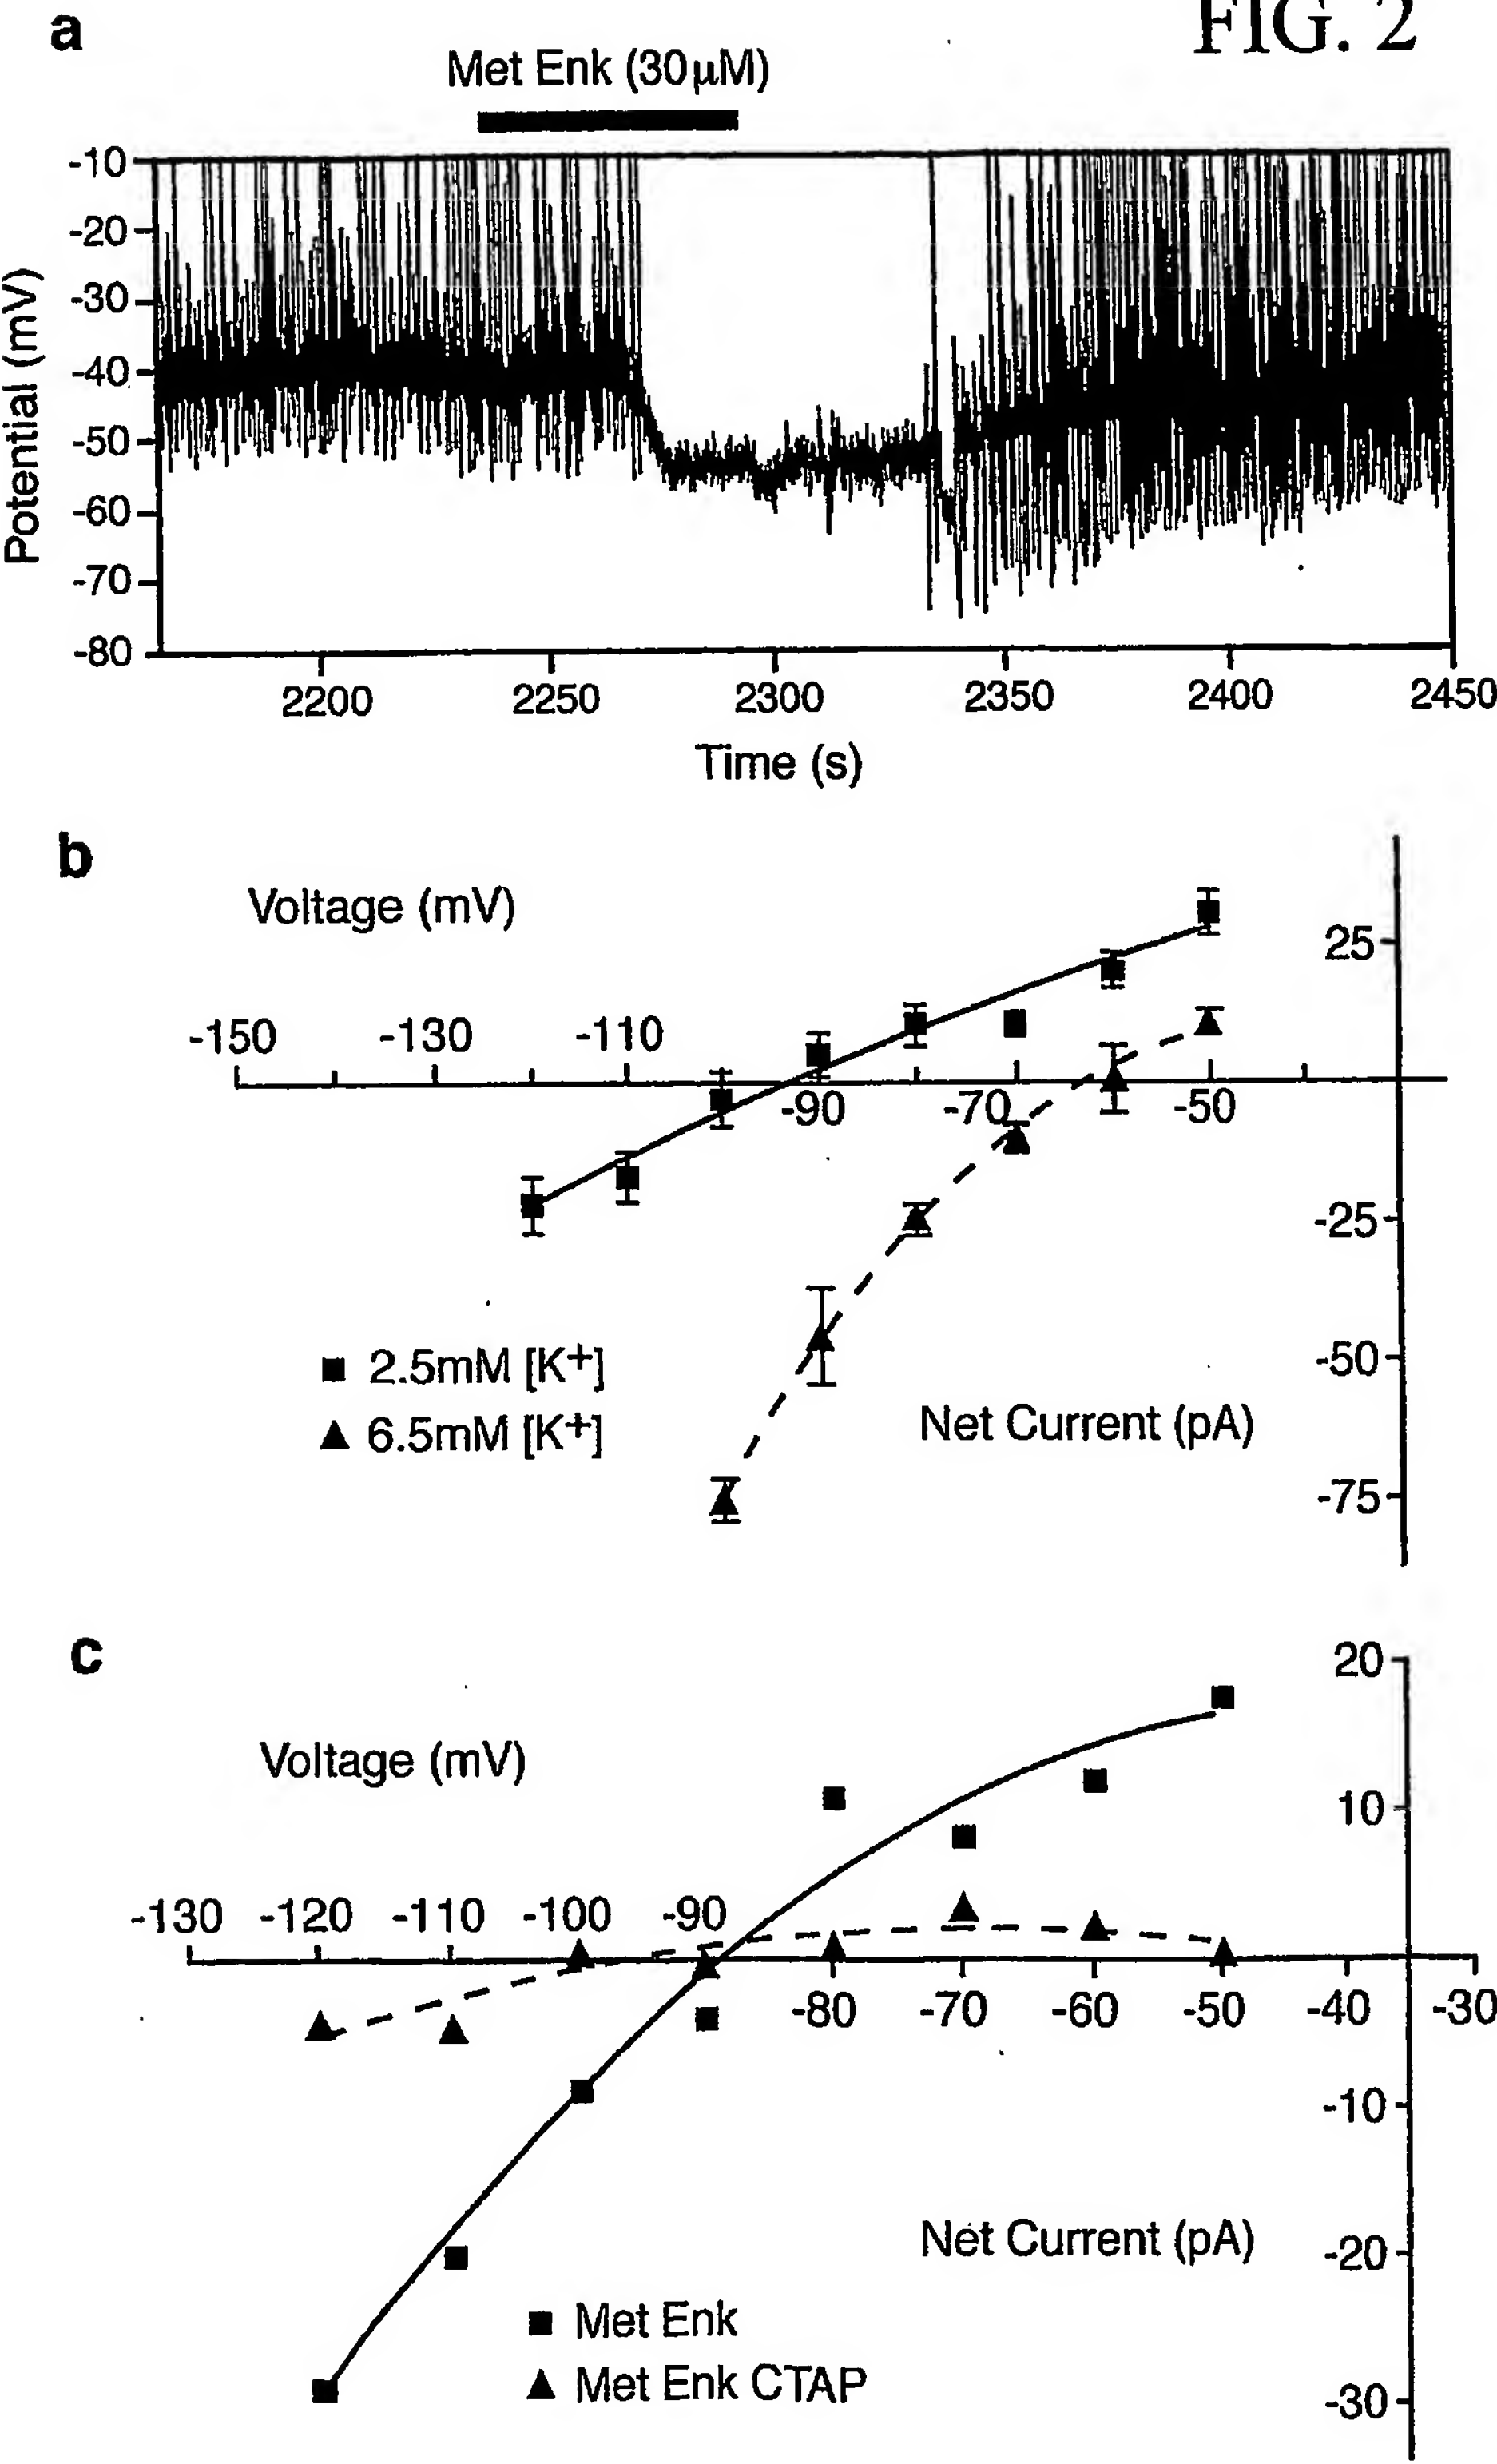 FIG. 2
a
Met Enk (30µM)
-10
-20
-30
-40
-50
-60
-70
-80
Potential (mV)
2200 2250 2300 2350 2400 2450
Time (s)
b
Voltage (mV)
25
-150 -130 -110
-90 -70 -50
-25
-50
-75
2.5mM [K+]
6.5mM [K+]
Net Current (pA)
c
20
Voltage (mV)
10
-130 -120 -110 -100 -90
-80 -70 -60 -50 -40 -30
-10
Net Current (pA)
-20
Met Enk
Met Enk CTAP
-30